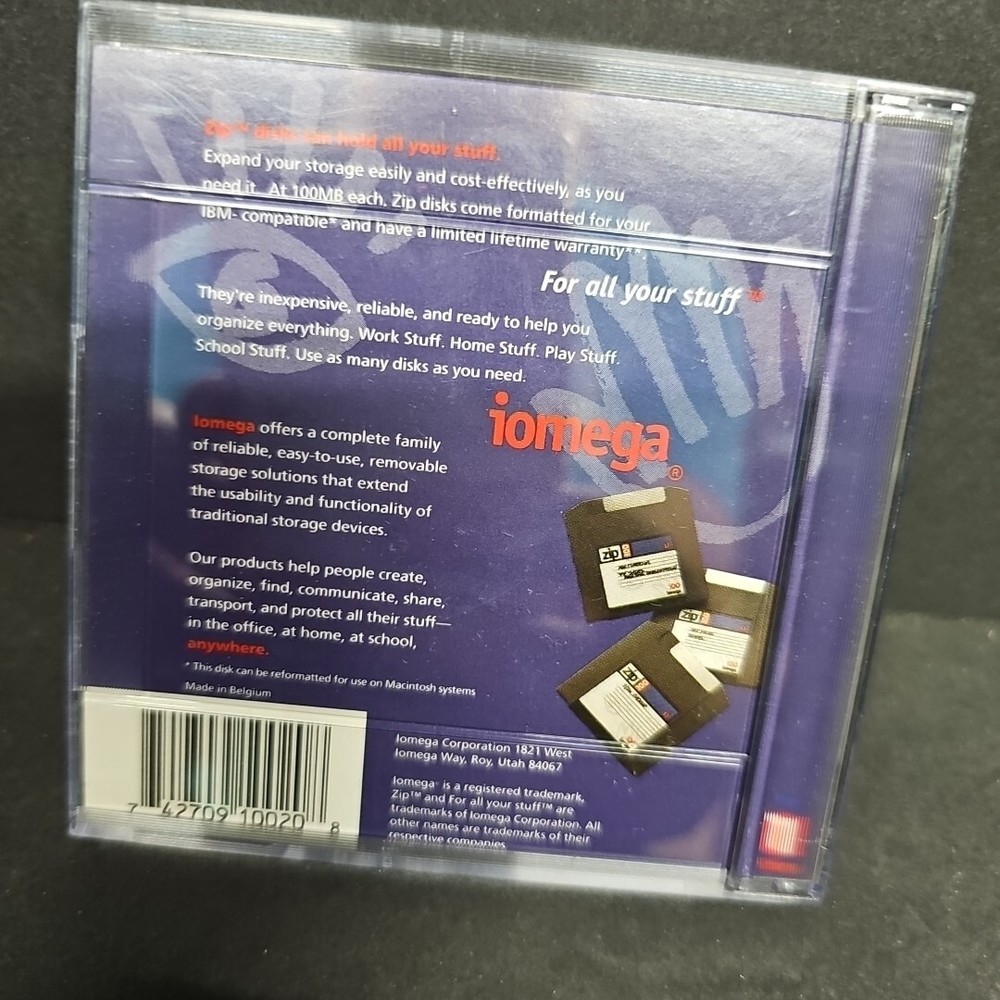 Zip™ disks can hold all your stuff.
Expand your storage easily and cost-effectively, as you
need it. At 100MB each, Zip disks come formatted for your
IBM- compatible* and have a limited lifetime warranty**.
For all your stuff™
They're inexpensive, reliable, and ready to help you
organize everything. Work Stuff. Home Stuff. Play Stuff.
School Stuff. Use as many disks as you need.
iomega®
Iomega offers a complete family
of reliable, easy-to-use, removable
storage solutions that extend
the usability and functionality of
traditional storage devices.
Our products help people create,
organize, find, communicate, share,
transport, and protect all their stuff—
in the office, at home, at school,
anywhere.
* This disk can be reformatted for use on Macintosh systems
Made in Belgium
zip 100
zip
zip 100
7 42709 10020 8
Iomega Corporation 1821 West
Iomega Way, Roy, Utah 84067
Iomega® is a registered trademark,
Zip™ and For all your stuff™ are
trademarks of Iomega Corporation. All
other names are trademarks of their
respective companies